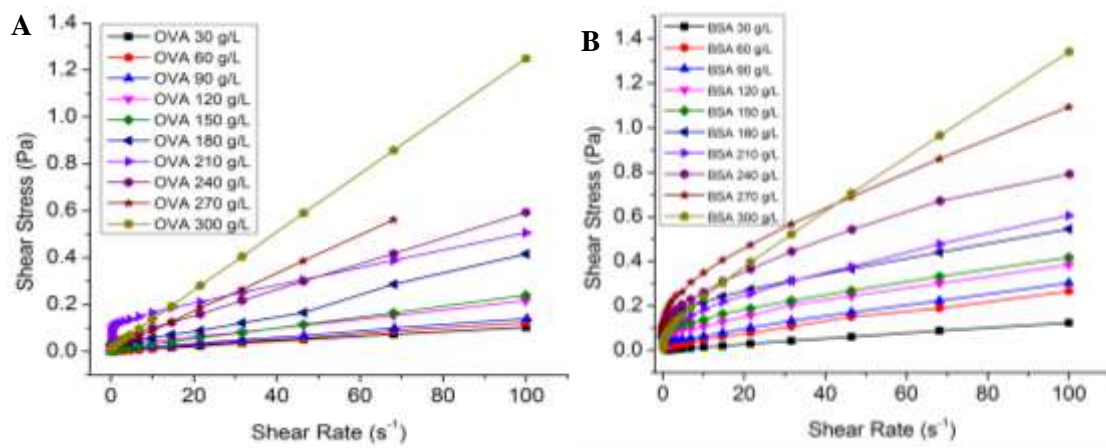 A
1.4
1.2
1.0
0.8
0.6
0.4
0.2
0.0
Shear Stress (Pa)
OVA 30 g/L
OVA 60 g/L
OVA 90 g/L
OVA 120 g/L
OVA 150 g/L
OVA 180 g/L
OVA 210 g/L
OVA 240 g/L
OVA 270 g/L
OVA 300 g/L
0 20 40 60 80 100
Shear Rate (s⁻¹)
B
1.4
1.2
1.0
0.8
0.6
0.4
0.2
0.0
Shear Stress (Pa)
BSA 30 g/L
BSA 60 g/L
BSA 90 g/L
BSA 120 g/L
BSA 150 g/L
BSA 180 g/L
BSA 210 g/L
BSA 240 g/L
BSA 270 g/L
BSA 300 g/L
0 20 40 60 80 100
Shear Rate (s⁻¹)